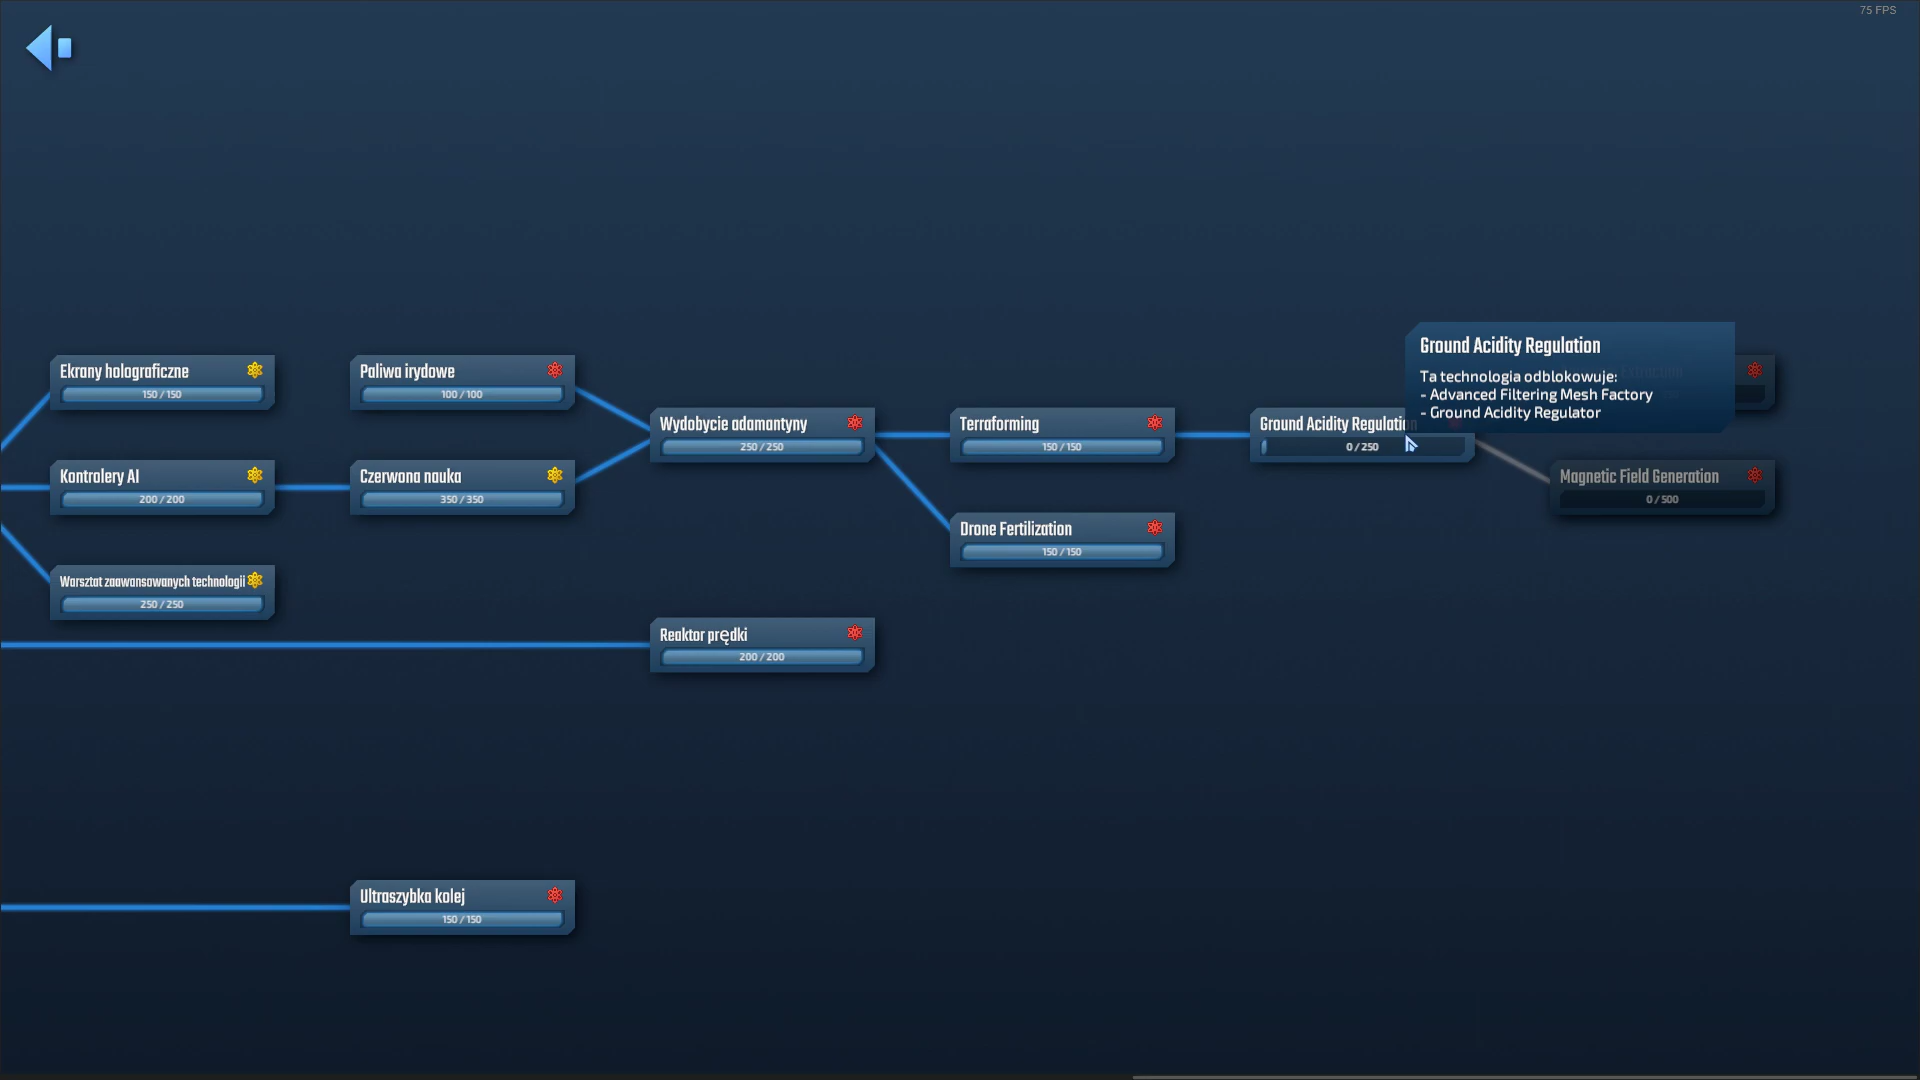 75 FPS
Ground Acidity Regulation
Ta technologia odblokowuje:
- Advanced Filtering Mesh Factory
- Ground Acidity Regulator
Ekrany holograficzne
150 / 150
Paliwa irydowe
100 / 100
Wydobycie adamantyny
250 / 250
Terraforming
150 / 150
Ground Acidity Regulation
0 / 250
Kontrolery AI
200 / 200
Czerwona nauka
350 / 350
Magnetic Field Generation
0 / 500
Drone Fertilization
150 / 150
Warsztat zaawansowanych technologii
250 / 250
Reaktor prędki
200 / 200
Ultraszybka kolej
150 / 150